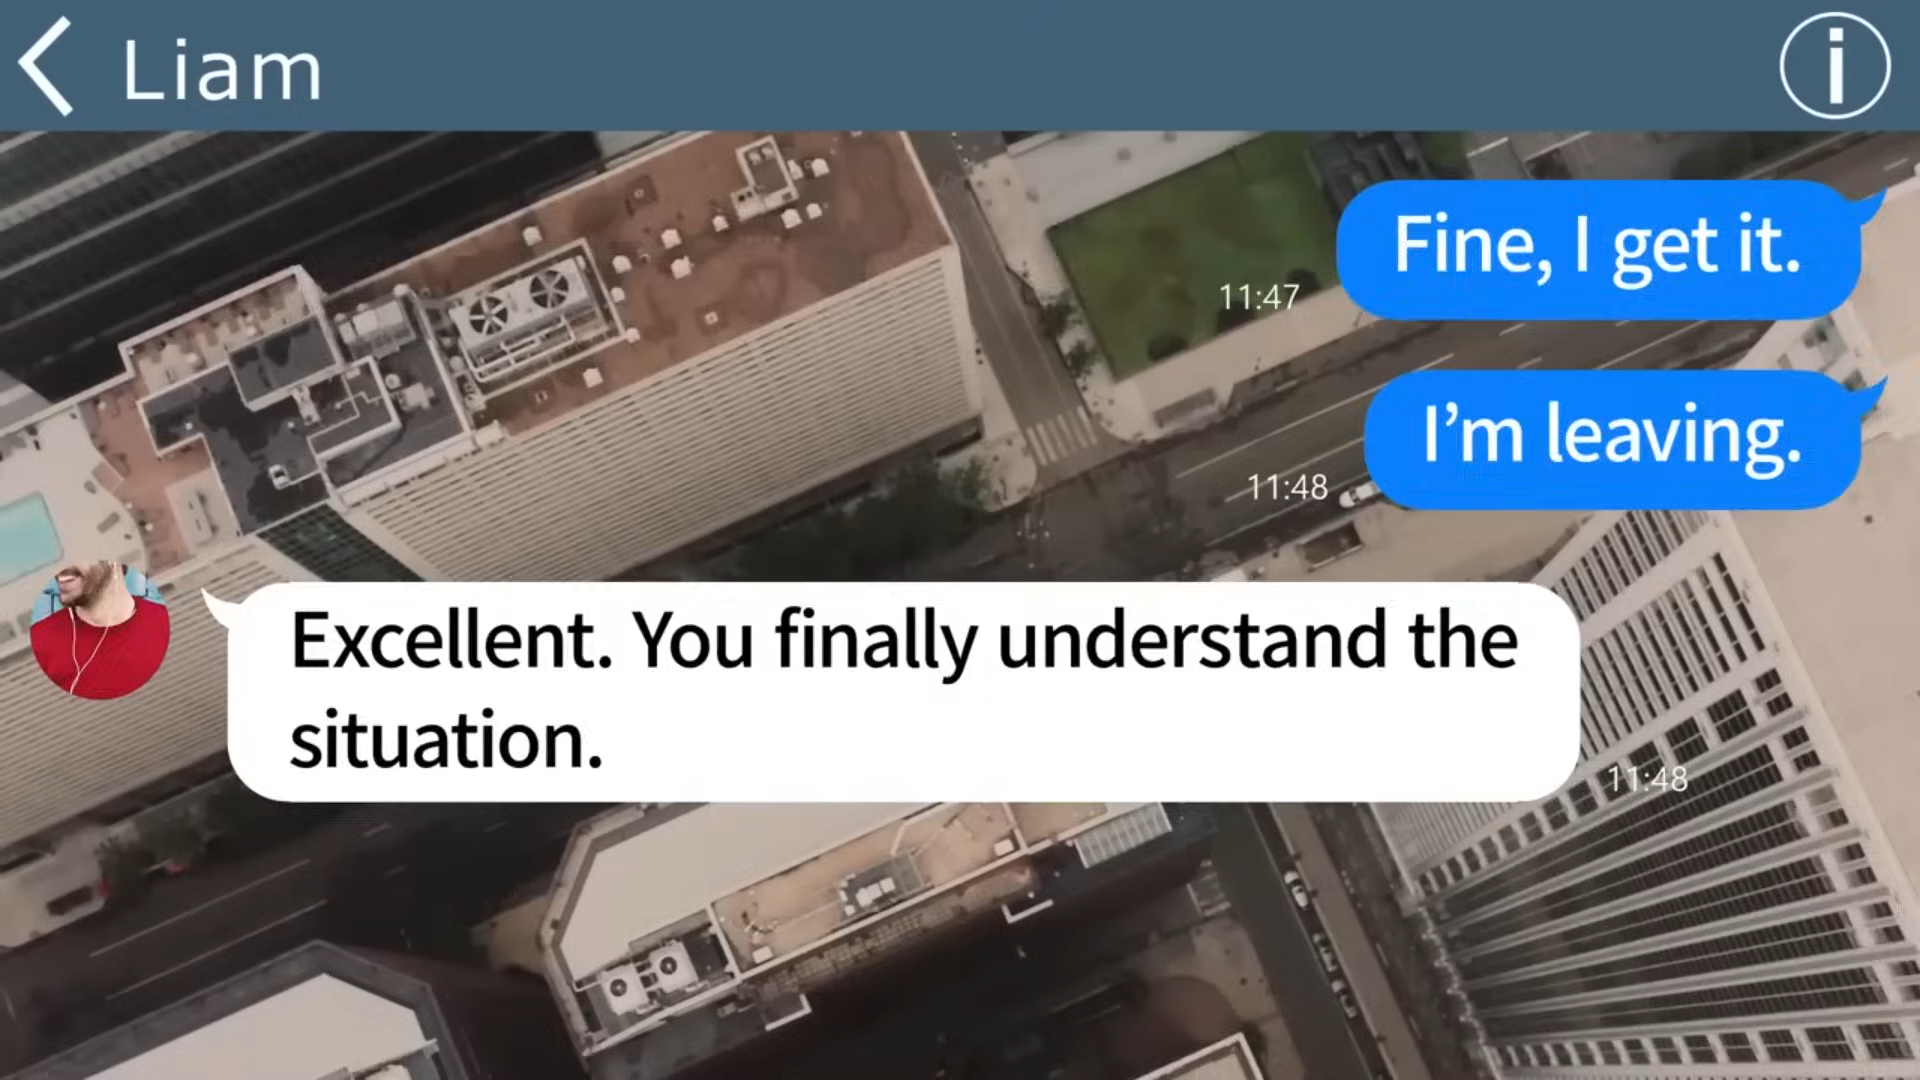 Liam
Fine, I get it.
11:47
I’m leaving.
11:48
Excellent. You finally understand the
situation.
11:48